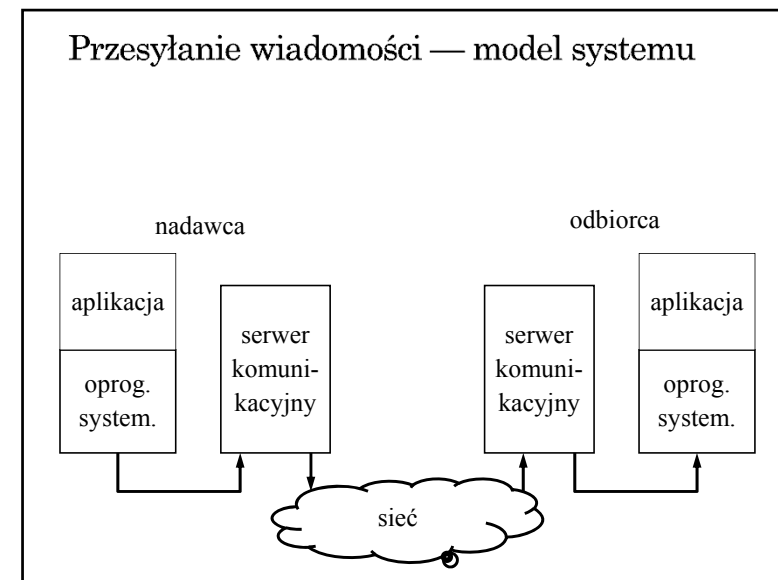 Przesyłanie wiadomości — model systemu
nadawca
odbiorca
aplikacja
oprog.
system.
serwer
komuni-
kacyjny
serwer
komuni-
kacyjny
aplikacja
oprog.
system.
sieć